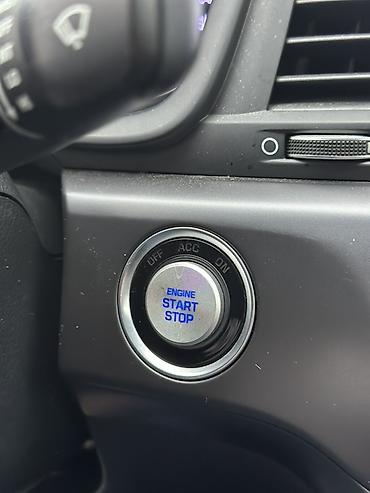 OFF ACC ON
ENGINE
START
STOP